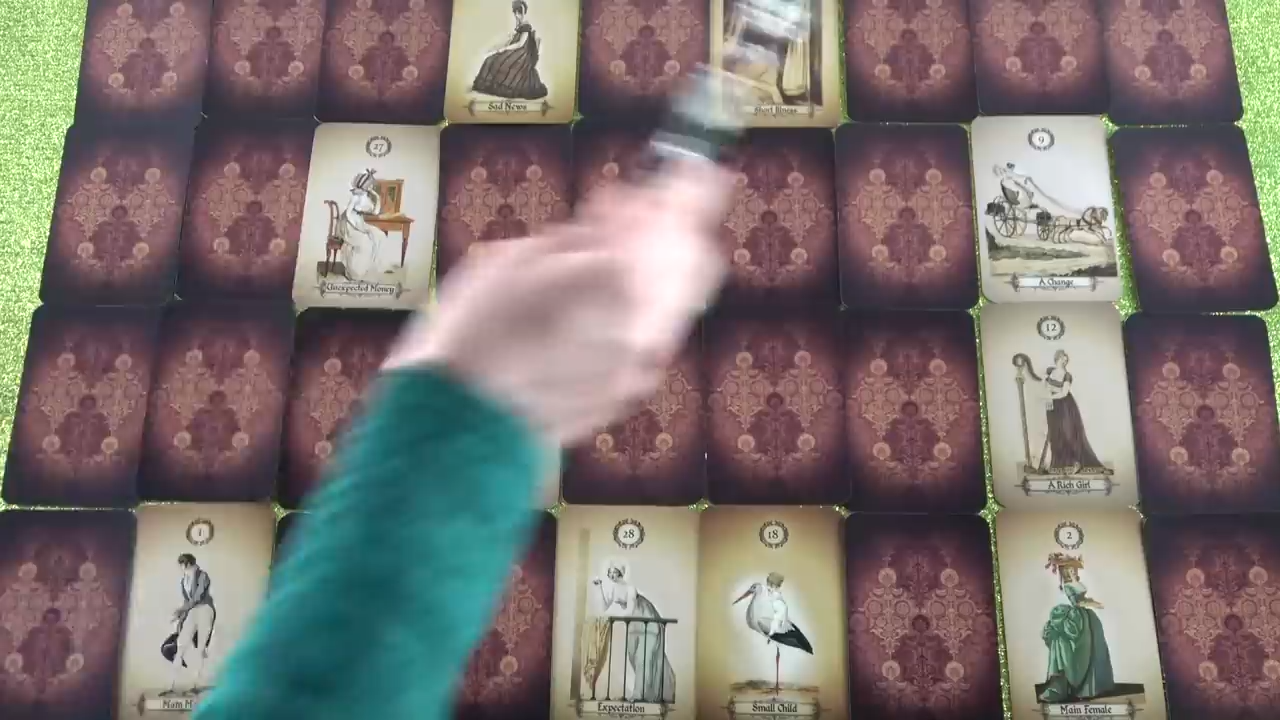 Sad News
Short Illness
27
Unexpected Money
9
A Change
12
A Rich Girl
1
Main
28
Expectation
18
Small Child
2
Main Female